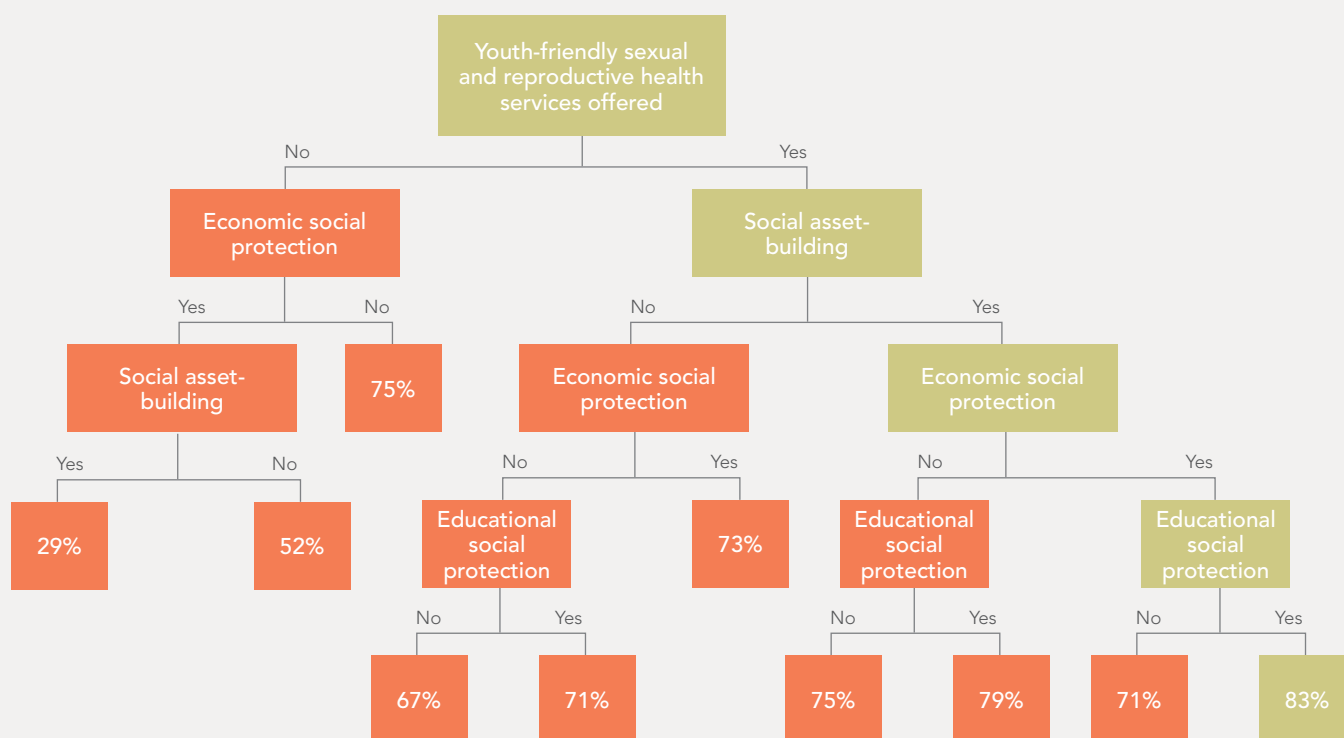 Youth-friendly sexual
and reproductive health
services offered
No
Yes
Economic social
protection
Social asset-
building
Yes
No
No
Yes
Social asset-
building
75%
Economic social
protection
Economic social
protection
Yes
No
No
Yes
No
Yes
29%
52%
Educational
social
protection
73%
Educational
social
protection
Educational
social
protection
No
Yes
No
Yes
No
Yes
67%
71%
75%
79%
71%
83%